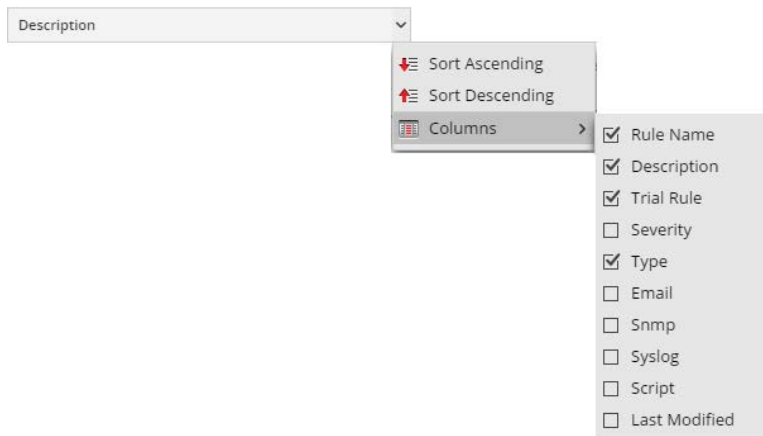 Description
Sort Ascending
Sort Descending
Columns
Rule Name
Description
Trial Rule
Severity
Type
Email
Snmp
Syslog
Script
Last Modified